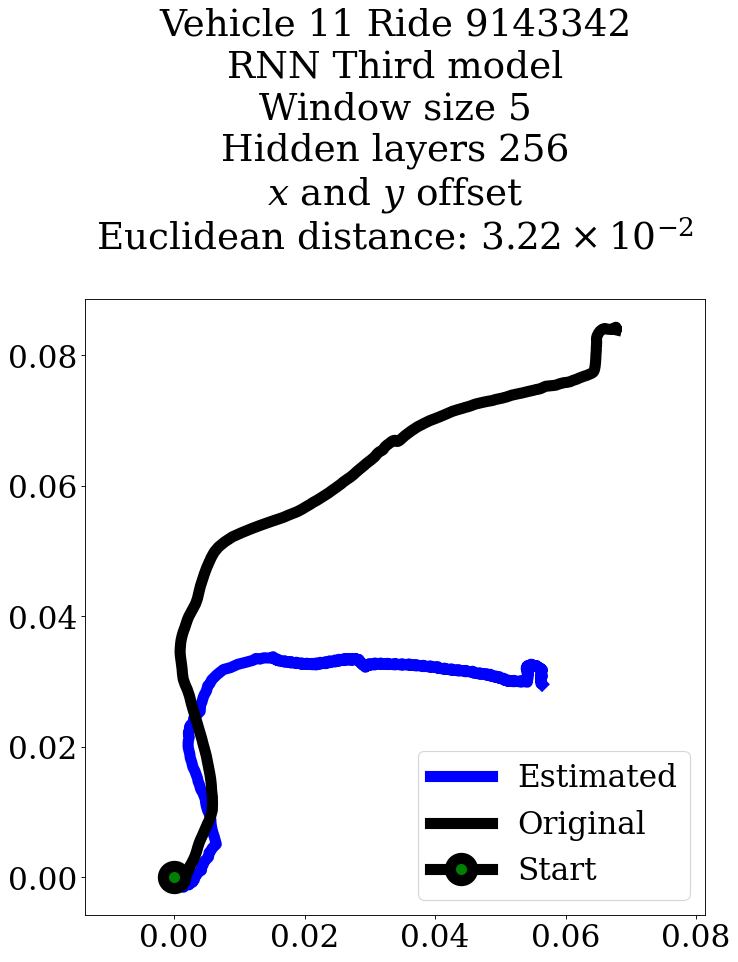 Vehicle 11 Ride 9143342
RNN Third model
Window size 5
Hidden layers 256
x and y offset
Euclidean distance: 3.22 × 10⁻²
0.08
0.06
0.04
0.02
0.00
Estimated
Original
Start
0.00 0.02 0.04 0.06 0.08